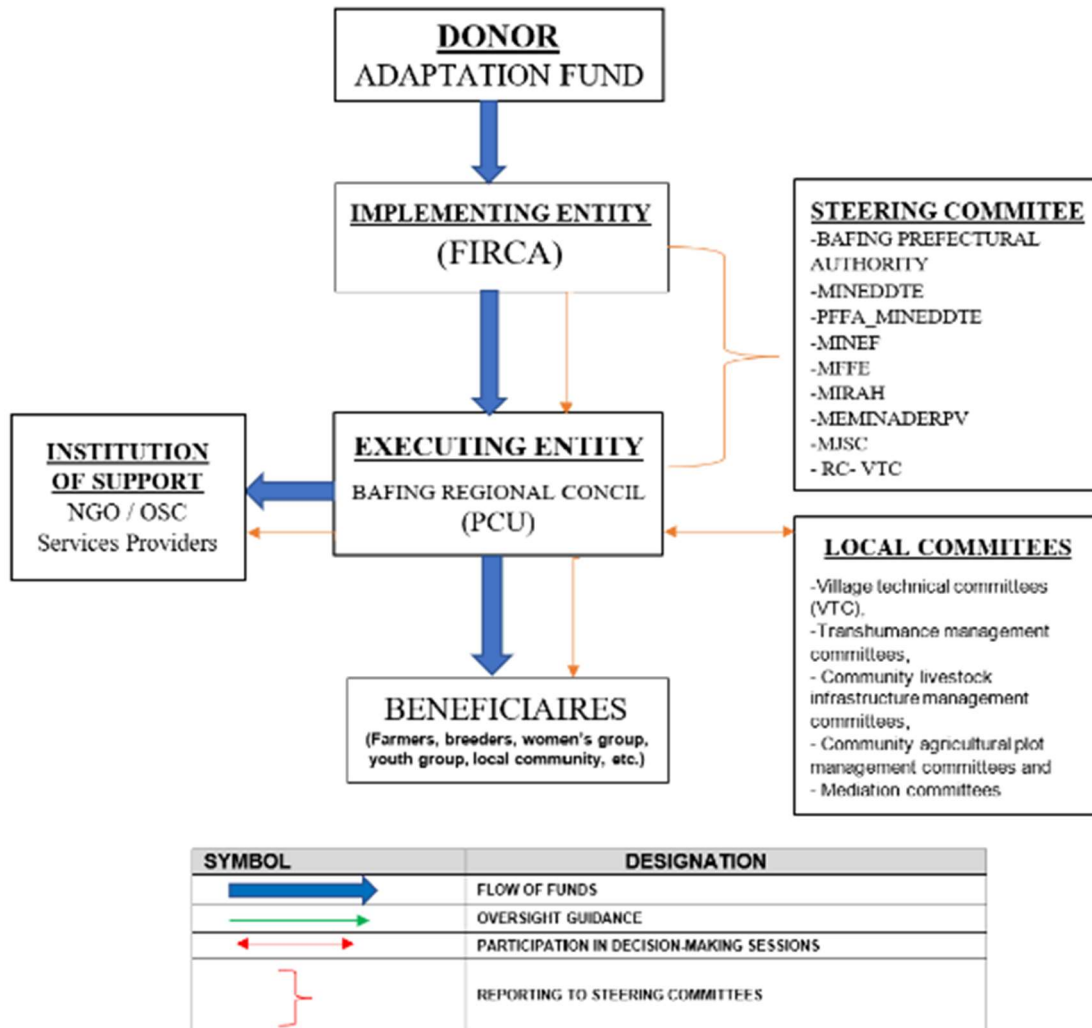 DONOR
ADAPTATION FUND
IMPLEMENTING ENTITY
(FIRCA)
STEERING COMMITEE
-BAFING PREFECTURAL
AUTHORITY
-MINEDDTE
-PFFA_MINEDDTE
-MINEF
-MFFE
-MIRAH
-MEMINADERPV
-MJSC
- RC- VTC
INSTITUTION
OF SUPPORT
NGO / OSC
Services Providers
EXECUTING ENTITY
BAFING REGIONAL CONCIL
(PCU)
LOCAL COMMITEES
-Village technical committees
(VTC),
-Transhumance management
committees,
- Community livestock
infrastructure management
committees,
- Community agricultural plot
management committees and
- Mediation committees
BENEFICIAIRES
(Farmers, breeders, women's group,
youth group, local community, etc.)
SYMBOL DESIGNATION
FLOW OF FUNDS
OVERSIGHT GUIDANCE
PARTICIPATION IN DECISION-MAKING SESSIONS
REPORTING TO STEERING COMMITTEES